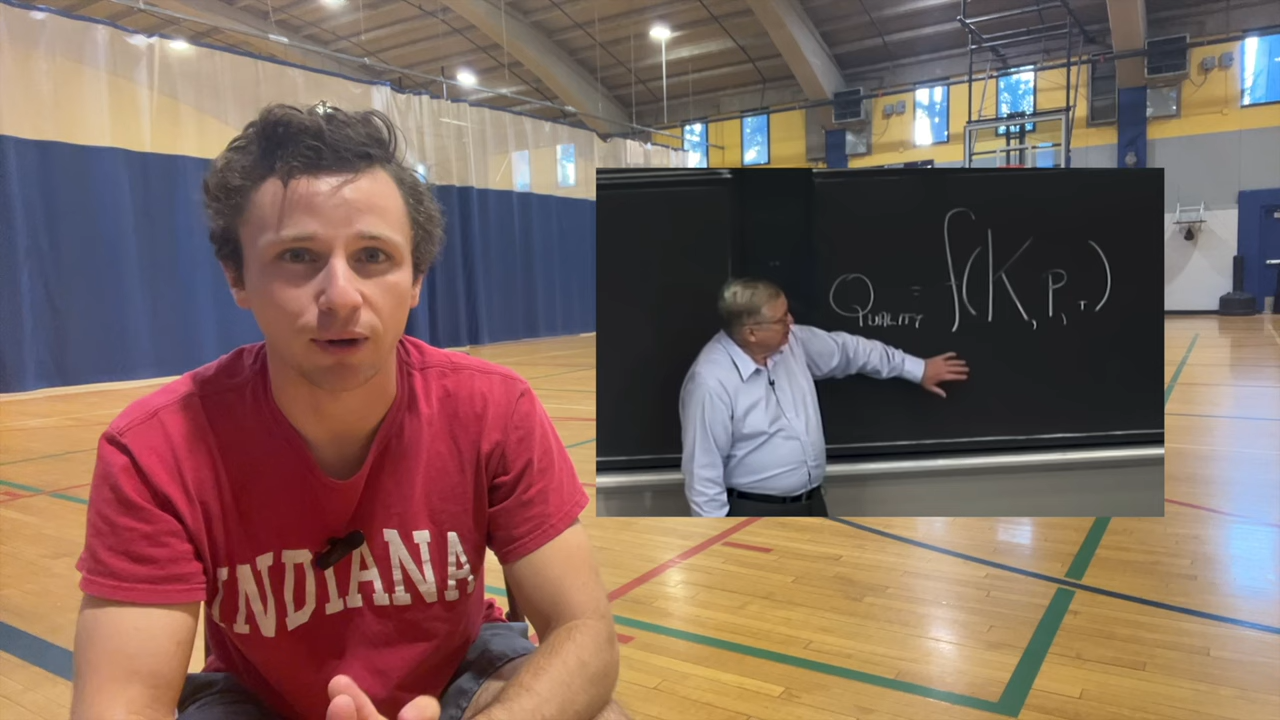 QUALITY = f(K, P, T)
INDIANA